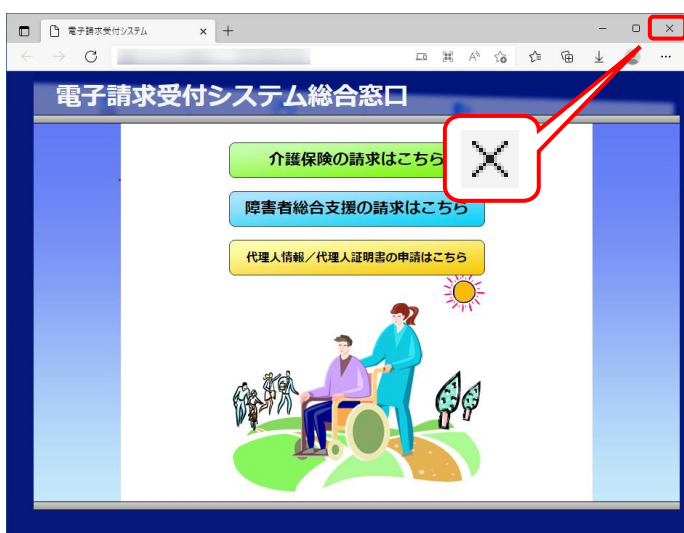 電子請求受付システム
電子請求受付システム総合窓口
介護保険の請求はこちら
障害者総合支援の請求はこちら
代理人情報／代理人証明書の申請はこちら